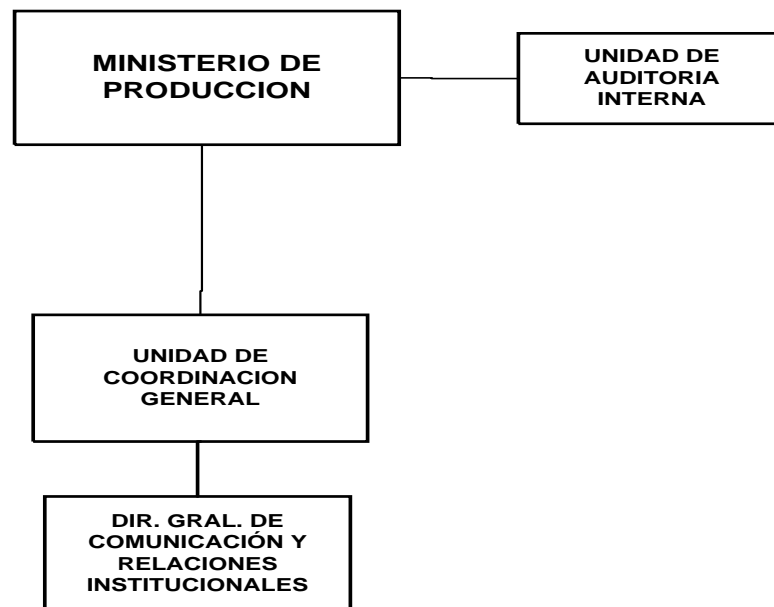 MINISTERIO DE
PRODUCCION
UNIDAD DE
AUDITORIA
INTERNA
UNIDAD DE
COORDINACION
GENERAL
DIR. GRAL. DE
COMUNICACIÓN Y
RELACIONES
INSTITUCIONALES